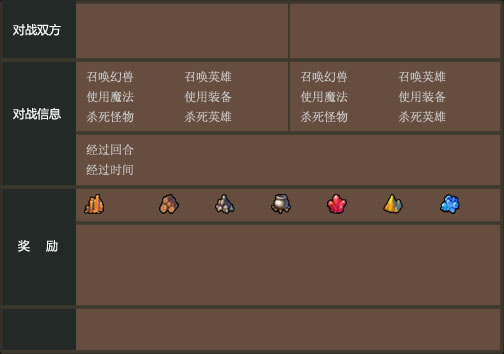 对战双方
对战信息
召唤幻兽 召唤英雄 召唤幻兽 召唤英雄
使用魔法 使用装备 使用魔法 使用装备
杀死怪物 杀死英雄 杀死怪物 杀死英雄
经过回合
经过时间
奖 励